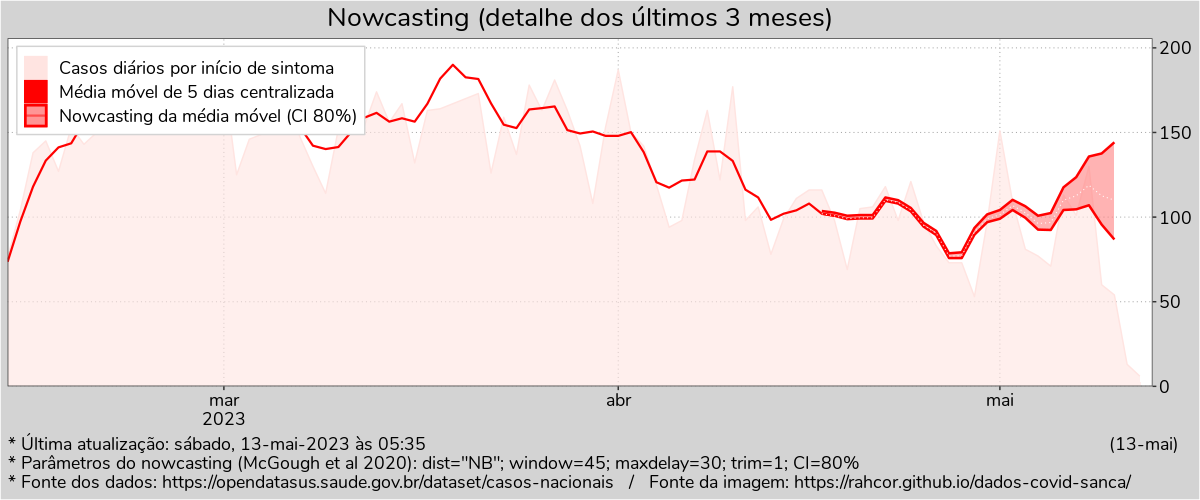 Nowcasting (detalhe dos últimos 3 meses)
Casos diários por início de sintoma
Média móvel de 5 dias centralizada
Nowcasting da média móvel (CI 80%)
200
150
100
50
0
mar abr mai
2023
* Última atualização: sábado, 13-mai-2023 às 05:35 (13-mai)
* Parâmetros do nowcasting (McGough et al 2020): dist="NB"; window=45; maxdelay=30; trim=1; CI=80%
* Fonte dos dados: https://opendatasus.saude.gov.br/dataset/casos-nacionais / Fonte da imagem: https://rahcor.github.io/dados-covid-sanca/